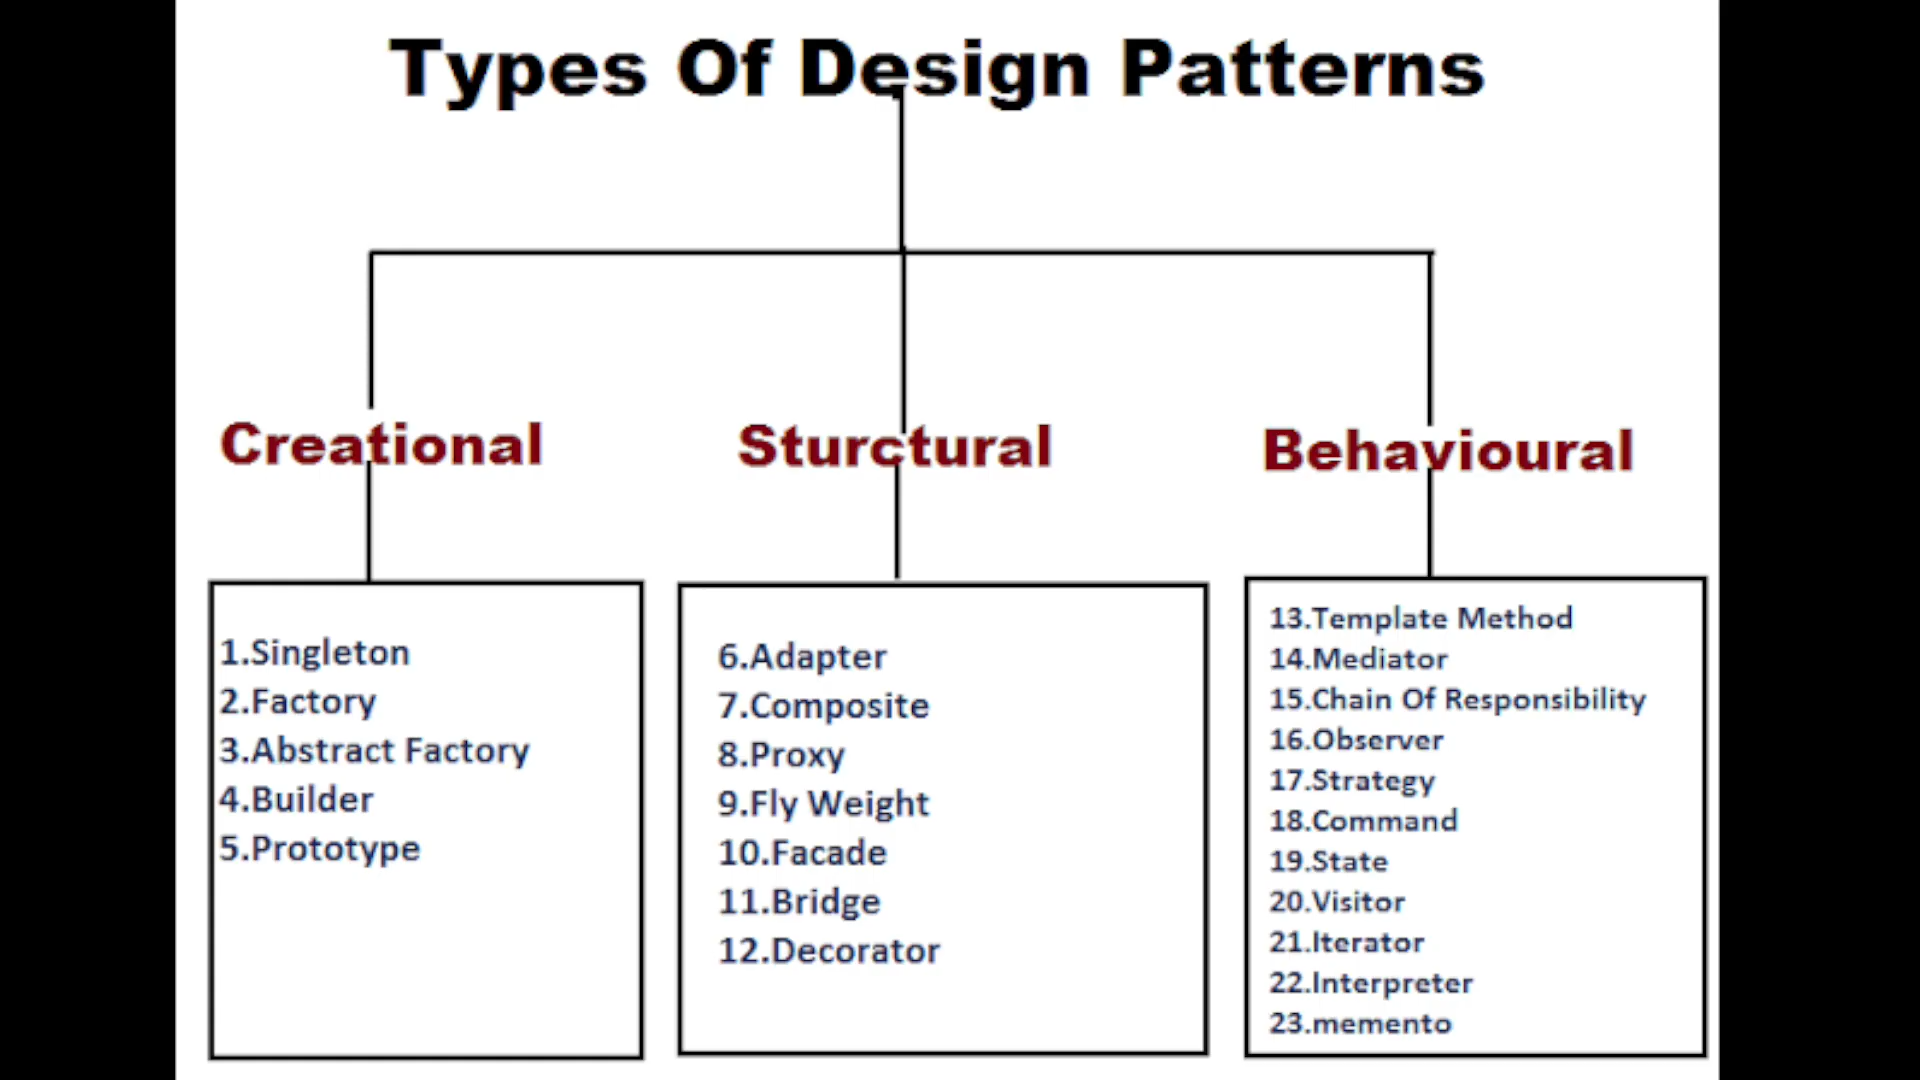 Types Of Design Patterns
Creational
Sturctural
Behavioural
1.Singleton
2.Factory
3.Abstract Factory
4.Builder
5.Prototype
6.Adapter
7.Composite
8.Proxy
9.Fly Weight
10.Facade
11.Bridge
12.Decorator
13.Template Method
14.Mediator
15.Chain Of Responsibility
16.Observer
17.Strategy
18.Command
19.State
20.Visitor
21.Iterator
22.Interpreter
23.memento